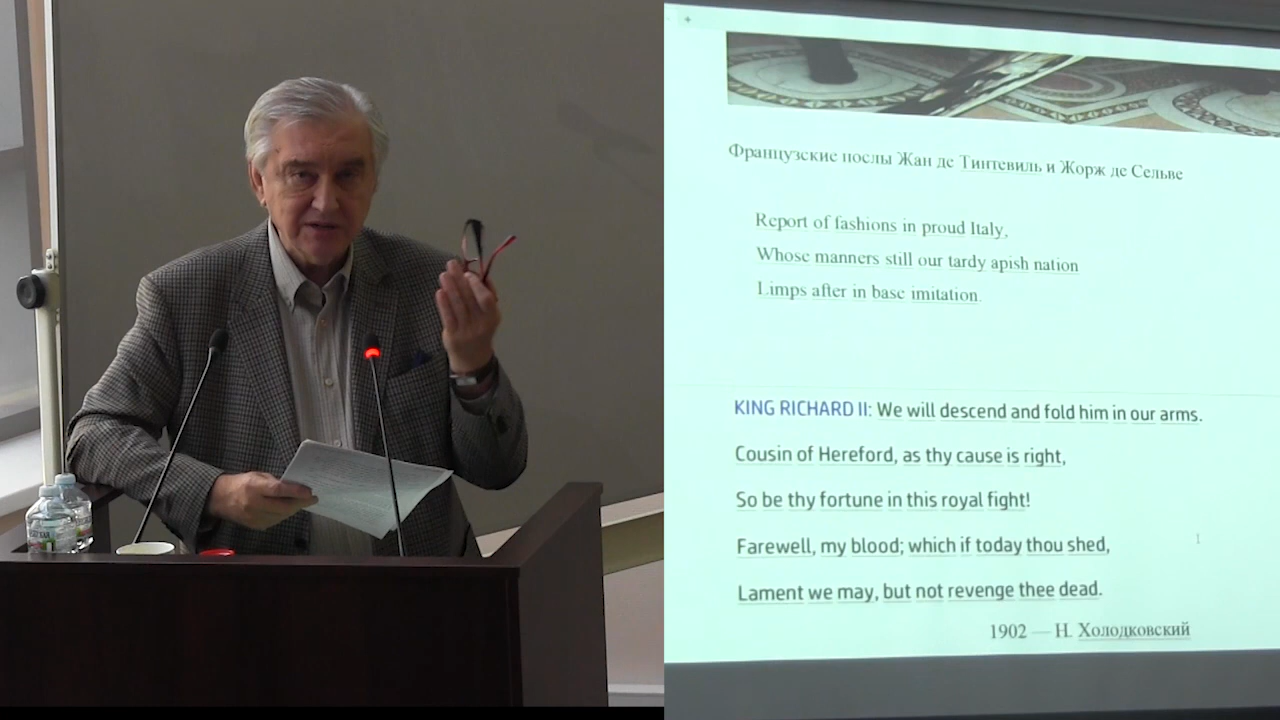 Французские послы Жан де Тинтевиль и Жорж де Сельве
Report of fashions in proud Italy,
Whose manners still our tardy apish nation
Limps after in base imitation.
KING RICHARD II: We will descend and fold him in our arms.
Cousin of Hereford, as thy cause is right,
So be thy fortune in this royal fight!
Farewell, my blood; which if today thou shed,
Lament we may, but not revenge thee dead.
1902 — Н. Холодковский